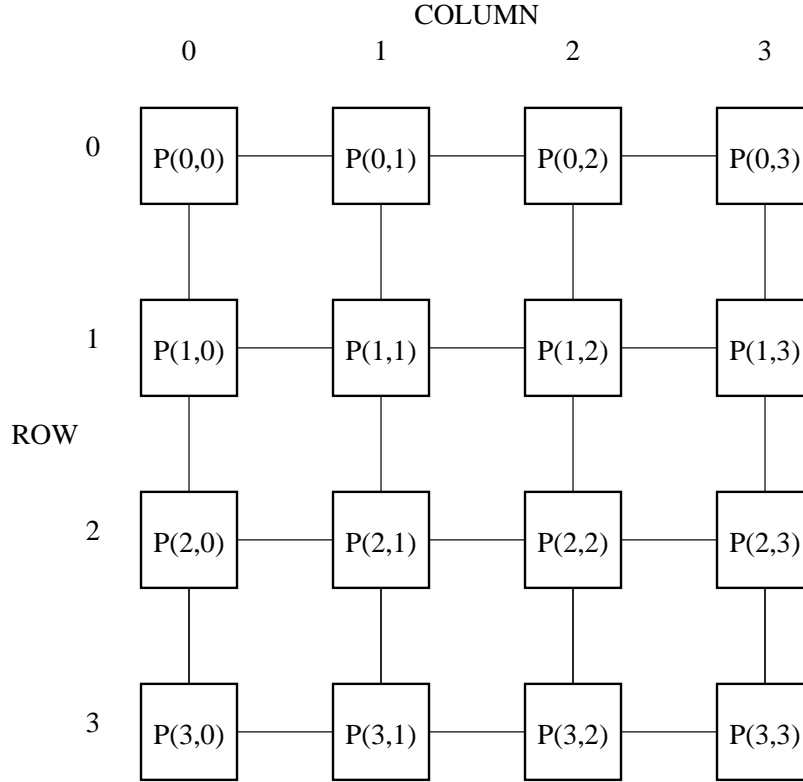 COLUMN
0 1 2 3
0 P(0,0) P(0,1) P(0,2) P(0,3)
1 P(1,0) P(1,1) P(1,2) P(1,3)
ROW
2 P(2,0) P(2,1) P(2,2) P(2,3)
3 P(3,0) P(3,1) P(3,2) P(3,3)